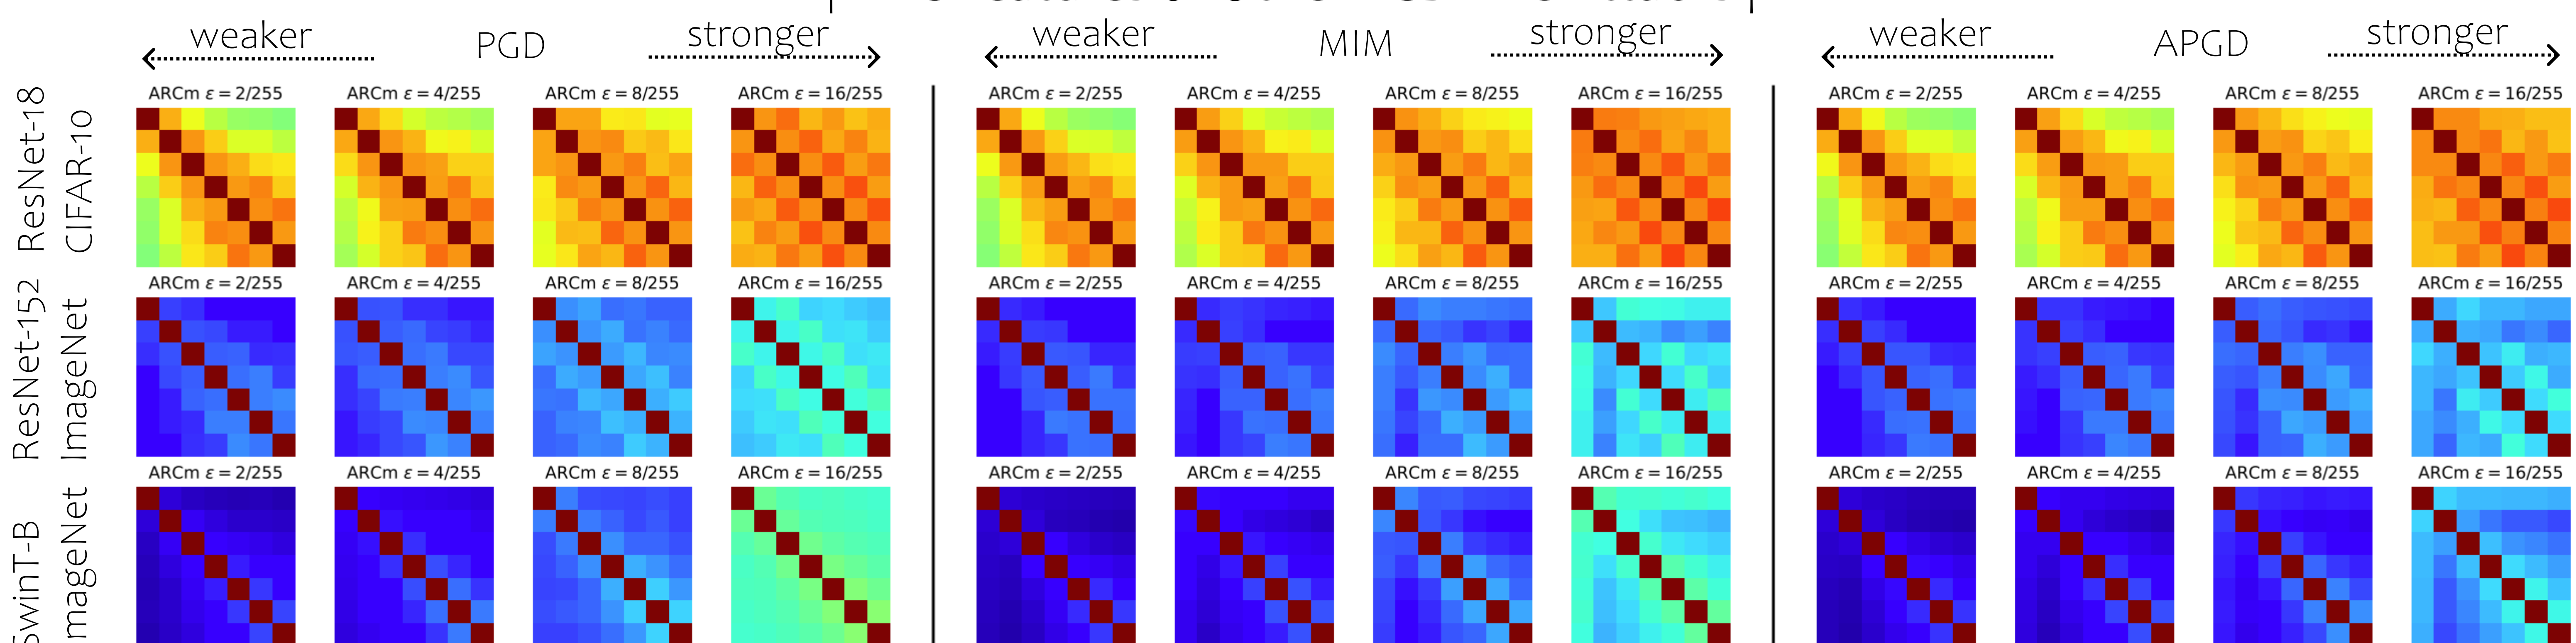 weaker PGD stronger weaker MIM stronger weaker APGD stronger
ResNet-18
CIFAR-10
ARCm ε = 2/255 ARCm ε = 4/255 ARCm ε = 8/255 ARCm ε = 16/255 ARCm ε = 2/255 ARCm ε = 4/255 ARCm ε = 8/255 ARCm ε = 16/255 ARCm ε = 2/255 ARCm ε = 4/255 ARCm ε = 8/255 ARCm ε = 16/255
ResNet-152
ImageNet
ARCm ε = 2/255 ARCm ε = 4/255 ARCm ε = 8/255 ARCm ε = 16/255 ARCm ε = 2/255 ARCm ε = 4/255 ARCm ε = 8/255 ARCm ε = 16/255 ARCm ε = 2/255 ARCm ε = 4/255 ARCm ε = 8/255 ARCm ε = 16/255
SwinT-B
mageNet
ARCm ε = 2/255 ARCm ε = 4/255 ARCm ε = 8/255 ARCm ε = 16/255 ARCm ε = 2/255 ARCm ε = 4/255 ARCm ε = 8/255 ARCm ε = 16/255 ARCm ε = 2/255 ARCm ε = 4/255 ARCm ε = 8/255 ARCm ε = 16/255